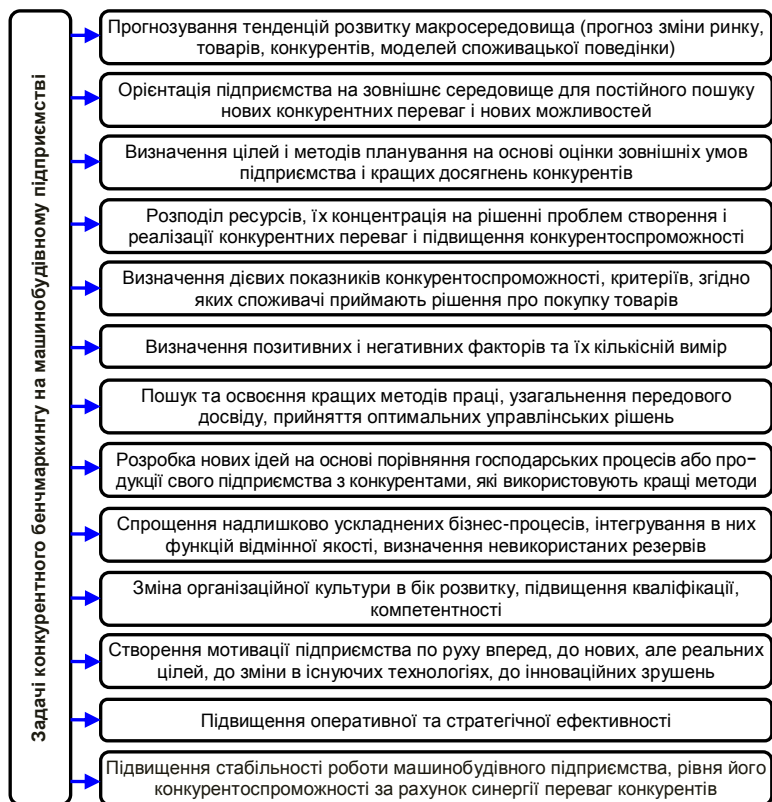 Задачі конкурентного бенчмаркингу на машинобудівному підприємстві
Прогнозування тенденцій розвитку макросередовища (прогноз зміни ринку,
товарів, конкурентів, моделей споживацької поведінки)
Орієнтація підприємства на зовнішнє середовище для постійного пошуку
нових конкурентних переваг і нових можливостей
Визначення цілей і методів планування на основі оцінки зовнішніх умов
підприємства і кращих досягнень конкурентів
Розподіл ресурсів, їх концентрація на рішенні проблем створення і
реалізації конкурентних переваг і підвищення конкурентоспроможності
Визначення дієвих показників конкурентоспроможності, критеріїв, згідно
яких споживачі приймають рішення про покупку товарів
Визначення позитивних і негативних факторів та їх кількісній вимір
Пошук та освоєння кращих методів праці, узагальнення передового
досвіду, прийняття оптимальних управлінських рішень
Розробка нових ідей на основі порівняння господарських процесів або про-
дукції свого підприємства з конкурентами, які використовують кращі методи
Спрощення надлишково ускладнених бізнес-процесів, інтегрування в них
функцій відмінної якості, визначення невикористаних резервів
Зміна організаційної культури в бік розвитку, підвищення кваліфікації,
компетентності
Створення мотивації підприємства по руху вперед, до нових, але реальних
цілей, до зміни в існуючих технологіях, до інноваційних зрушень
Підвищення оперативної та стратегічної ефективності
Підвищення стабільності роботи машинобудівного підприємства, рівня його
конкурентоспроможності за рахунок синергії переваг конкурентів